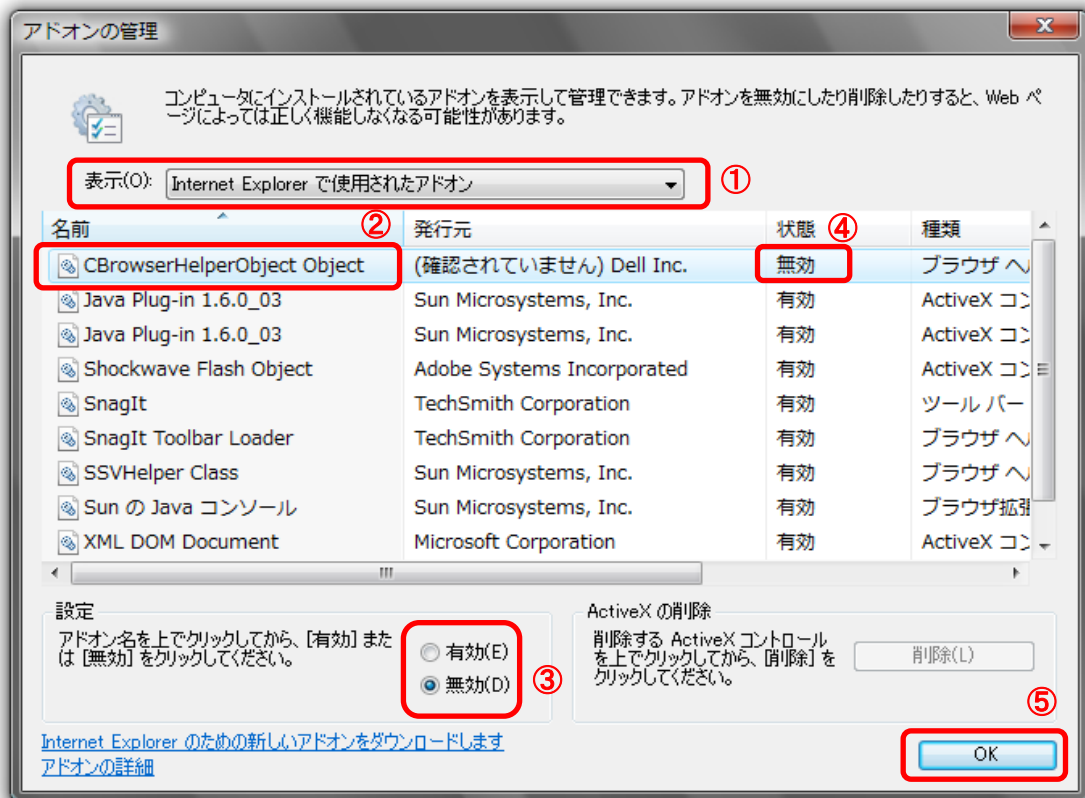 アドオンの管理
コンピュータにインストールされているアドオンを表示して管理できます。アドオンを無効にしたり削除したりすると、Web ペ
ージによっては正しく機能しなくなる可能性があります。
表示(O): Internet Explorer で使用されたアドオン ①
名前 ② 発行元 状態 ④ 種類
CBrowserHelperObject Object (確認されていません) Dell Inc. 無効 ブラウザ ヘル
Java Plug-in 1.6.0_03 Sun Microsystems, Inc. 有効 ActiveX コン
Java Plug-in 1.6.0_03 Sun Microsystems, Inc. 有効 ActiveX コン
Shockwave Flash Object Adobe Systems Incorporated 有効 ActiveX コン
SnagIt TechSmith Corporation 有効 ツール バー
SnagIt Toolbar Loader TechSmith Corporation 有効 ブラウザ ヘル
SSVHelper Class Sun Microsystems, Inc. 有効 ブラウザ ヘル
Sun の Java コンソール Sun Microsystems, Inc. 有効 ブラウザ拡張
XML DOM Document Microsoft Corporation 有効 ActiveX コン
設定
アドオン名を上でクリックしてから、[有効] また
は [無効] をクリックしてください。
有効(E)
無効(D) ③
ActiveX の削除
削除する ActiveX コントロール
を上でクリックしてから、[削除] を
クリックしてください。
削除(L)
⑤
Internet Explorer のための新しいアドオンをダウンロードします
アドオンの詳細
OK